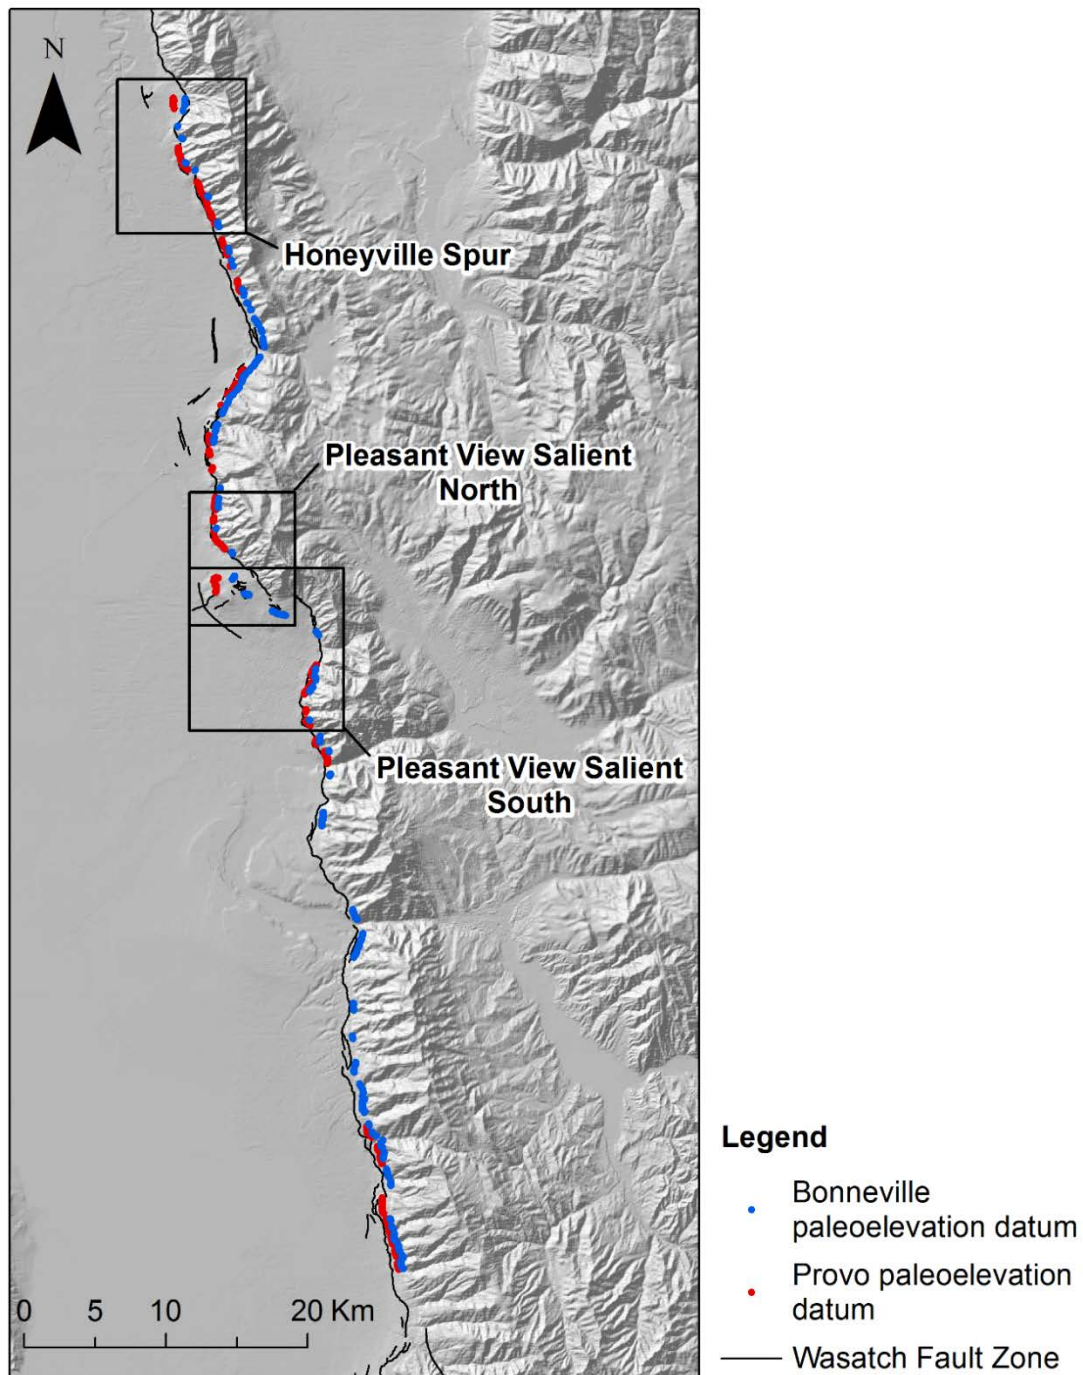 N
Honeyville Spur
Pleasant View Salient
North
Pleasant View Salient
South
Legend
Bonneville
paleoelevation datum
Provo paleoelevation
datum
Wasatch Fault Zone
0 5 10 20 Km